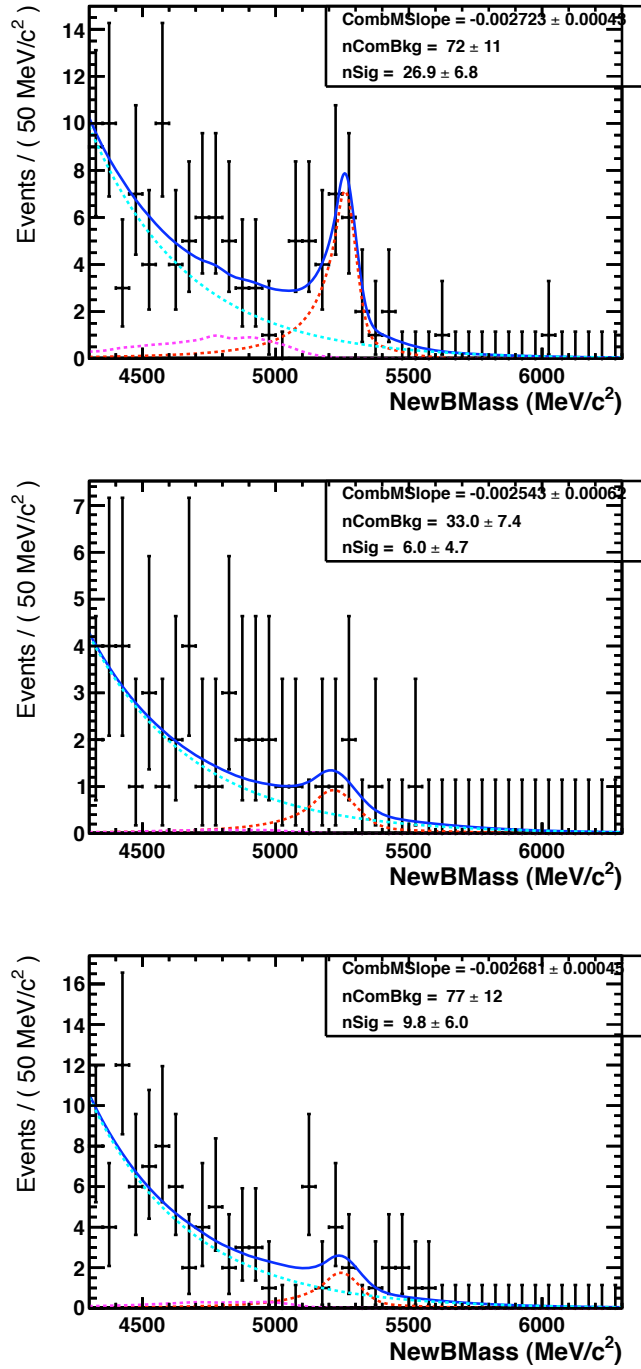 CombMSlope = -0.002723 ± 0.00043
nComBkg = 72 ± 11
nSig = 26.9 ± 6.8
Events / ( 50 MeV/c²)
14
12
10
8
6
4
2
0
4500 5000 5500 6000
NewBMass (MeV/c²)
CombMSlope = -0.002543 ± 0.00062
nComBkg = 33.0 ± 7.4
nSig = 6.0 ± 4.7
Events / ( 50 MeV/c²)
7
6
5
4
3
2
1
0
4500 5000 5500 6000
NewBMass (MeV/c²)
CombMSlope = -0.002681 ± 0.00045
nComBkg = 77 ± 12
nSig = 9.8 ± 6.0
Events / ( 50 MeV/c²)
16
14
12
10
8
6
4
2
0
4500 5000 5500 6000
NewBMass (MeV/c²)